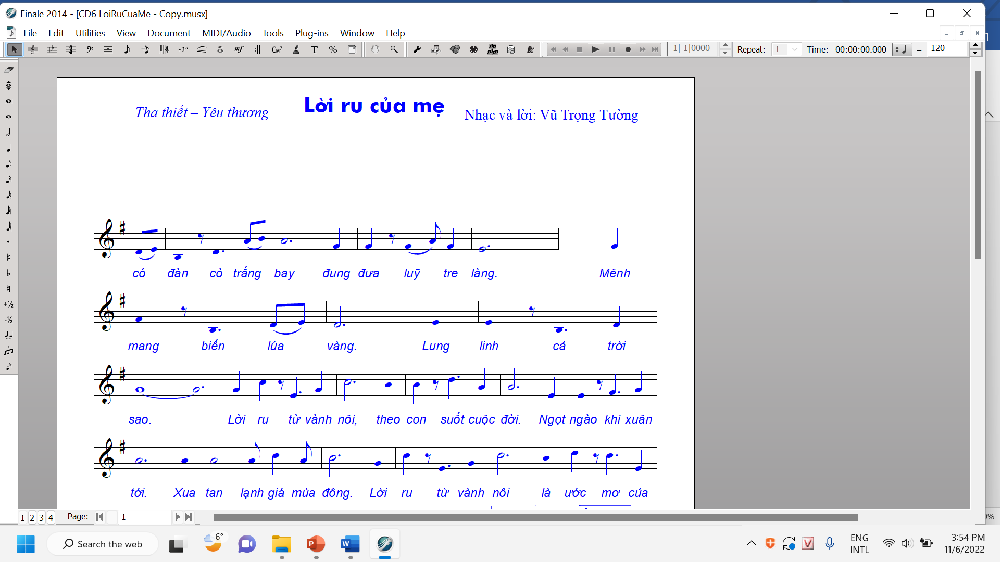 Finale 2014 - [CD6 LoiRuCuaMe - Copy.musx]
File Edit Utilities View Document MIDI/Audio Tools Plug-ins Window Help
1| 1|0000 Repeat: 1 Time: 00:00:00.000 = 120
Tha thiết – Yêu thương Lời ru của mẹ Nhạc và lời: Vũ Trọng Tường
có đàn cò trắng bay đung đưa luỹ tre làng. Mênh
mang biển lúa vàng. Lung linh cả trời
sao. Lời ru từ vành nôi, theo con suốt cuộc đời. Ngọt ngào khi xuân
tới. Xua tan lạnh giá mùa đông. Lời ru từ vành nôi là ước mơ của
1 2 3 4 Page: 1
6°
Search the web
ENG
INTL
3:54 PM
11/6/2022